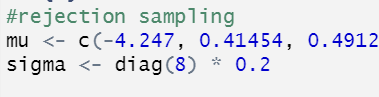 #rejection sampling
mu <- c(-4.247, 0.41454, 0.4912
sigma <- diag(8) * 0.2